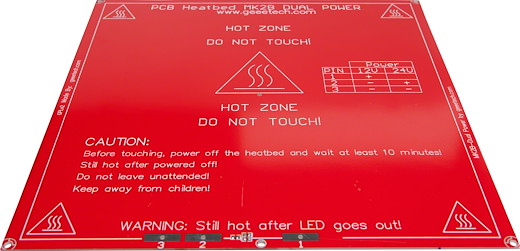 PCB Heatbed MK2B DUAL POWER
www.geeetech.com
HOT ZONE
DO NOT TOUCH!
Power
PIN 12V 24V
1 + 
2 - +
3 - -
HOT ZONE
DO NOT TOUCH!
CAUTION:
Before touching, power off the heatbed and wait at least 10 minutes!
Still hot after powered off!
Do not leave unattended!
Keep away from children!
WARNING: Still hot after LED goes out!
3 2 1